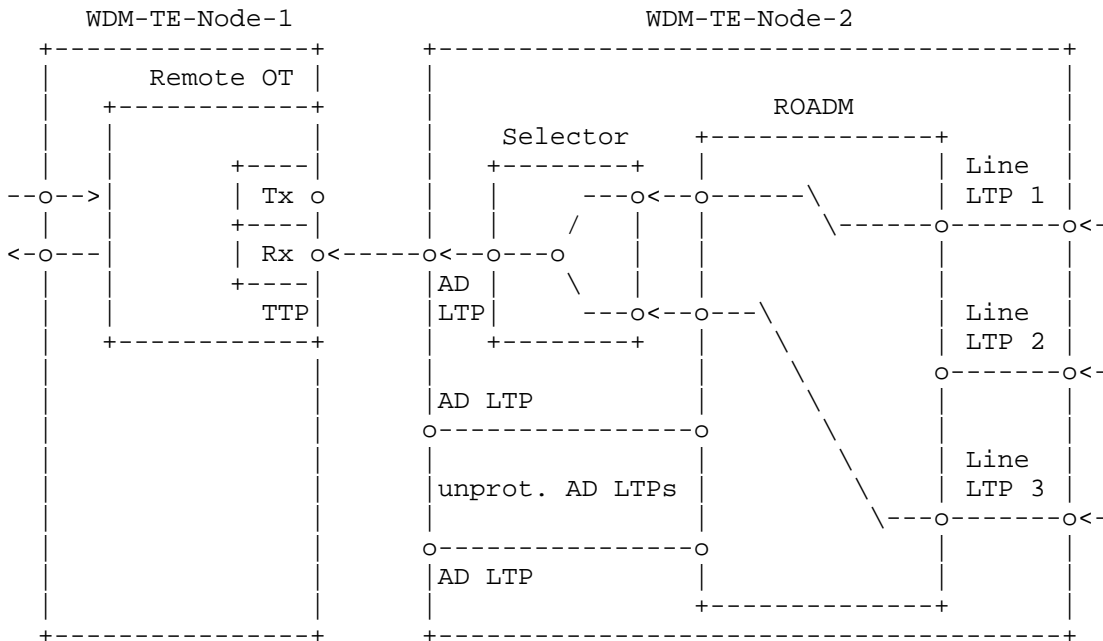 WDM-TE-Node-1 WDM-TE-Node-2
Remote OT
ROADM
Selector
Line
Tx LTP 1
Rx
AD
TTP LTP Line
LTP 2
AD LTP
Line
unprot. AD LTPs LTP 3
AD LTP